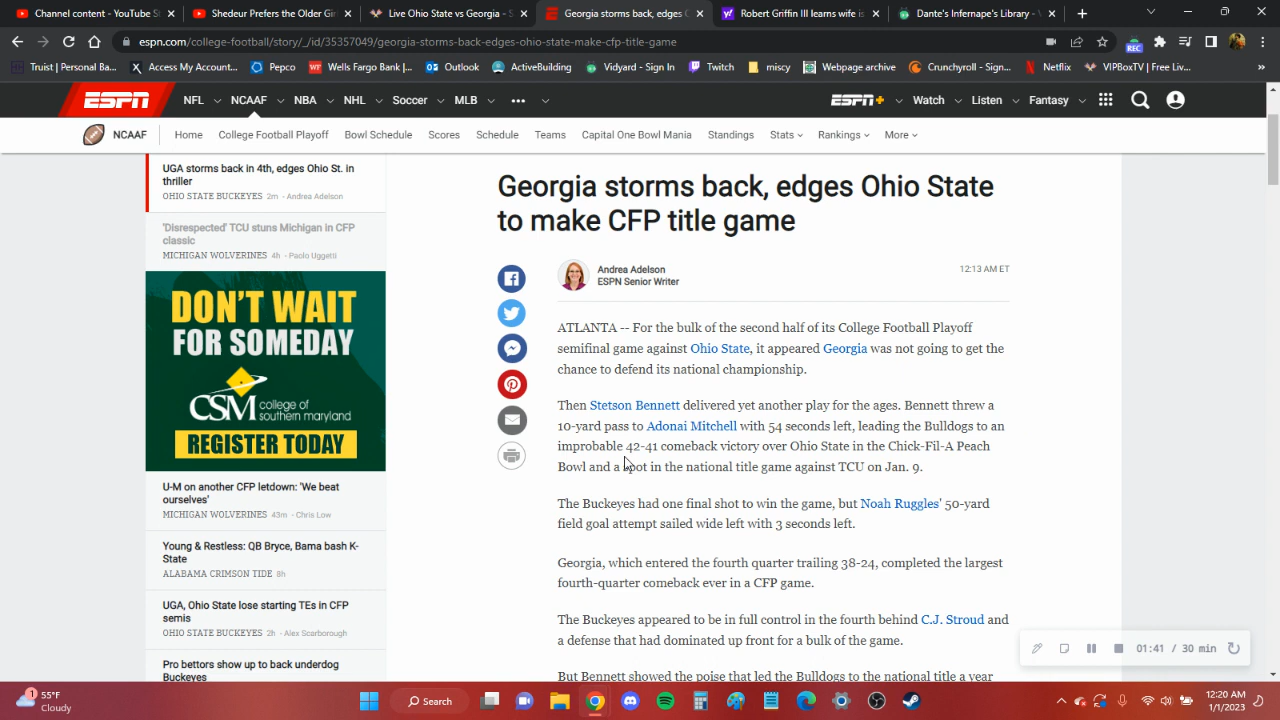 Channel content - YouTube S
Shedeur Prefers the Older Girl
Live Ohio State vs Georgia - S
Georgia storms back, edges O
Robert Griffin III learns wife is
Dante's Infernape's Library - V
espn.com/college-football/story/_/id/35357049/georgia-storms-back-edges-ohio-state-make-cfp-title-game
REC
Truist | Personal Ba...
Access My Account...
Pepco
Wells Fargo Bank |...
Outlook
ActiveBuilding
Vidyard - Sign In
Twitch
miscy
Webpage archive
Crunchyroll - Sign...
Netflix
VIPBoxTV | Free Liv...
»
ESPN
NFL
NCAAF
NBA
NHL
Soccer
MLB
•••
ESPN+
Watch
Listen
Fantasy
NCAAF
Home
College Football Playoff
Bowl Schedule
Scores
Schedule
Teams
Capital One Bowl Mania
Standings
Stats
Rankings
More
UGA storms back in 4th, edges Ohio St. in
thriller
OHIO STATE BUCKEYES 2m - Andrea Adelson
'Disrespected' TCU stuns Michigan in CFP
classic
MICHIGAN WOLVERINES 4h - Paolo Uggetti
DON'T WAIT
FOR SOMEDAY
CSM college of
southern maryland
REGISTER TODAY
U-M on another CFP letdown: 'We beat
ourselves'
MICHIGAN WOLVERINES 43m - Chris Low
Young & Restless: QB Bryce, Bama bash K-
State
ALABAMA CRIMSON TIDE 8h
UGA, Ohio State lose starting TEs in CFP
semis
OHIO STATE BUCKEYES 2h - Alex Scarborough
Pro bettors show up to back underdog
Buckeyes
Georgia storms back, edges Ohio State
to make CFP title game
Andrea Adelson
ESPN Senior Writer
12:13 AM ET
ATLANTA -- For the bulk of the second half of its College Football Playoff
semifinal game against Ohio State, it appeared Georgia was not going to get the
chance to defend its national championship.
Then Stetson Bennett delivered yet another play for the ages. Bennett threw a
10-yard pass to Adonai Mitchell with 54 seconds left, leading the Bulldogs to an
improbable 42-41 comeback victory over Ohio State in the Chick-Fil-A Peach
Bowl and a spot in the national title game against TCU on Jan. 9.
The Buckeyes had one final shot to win the game, but Noah Ruggles' 50-yard
field goal attempt sailed wide left with 3 seconds left.
Georgia, which entered the fourth quarter trailing 38-24, completed the largest
fourth-quarter comeback ever in a CFP game.
The Buckeyes appeared to be in full control in the fourth behind C.J. Stroud and
a defense that had dominated up front for a bulk of the game.
But Bennett showed the poise that led the Bulldogs to the national title a year
01:41 / 30 min
1
55°F
Cloudy
Search
12:20 AM
1/1/2023